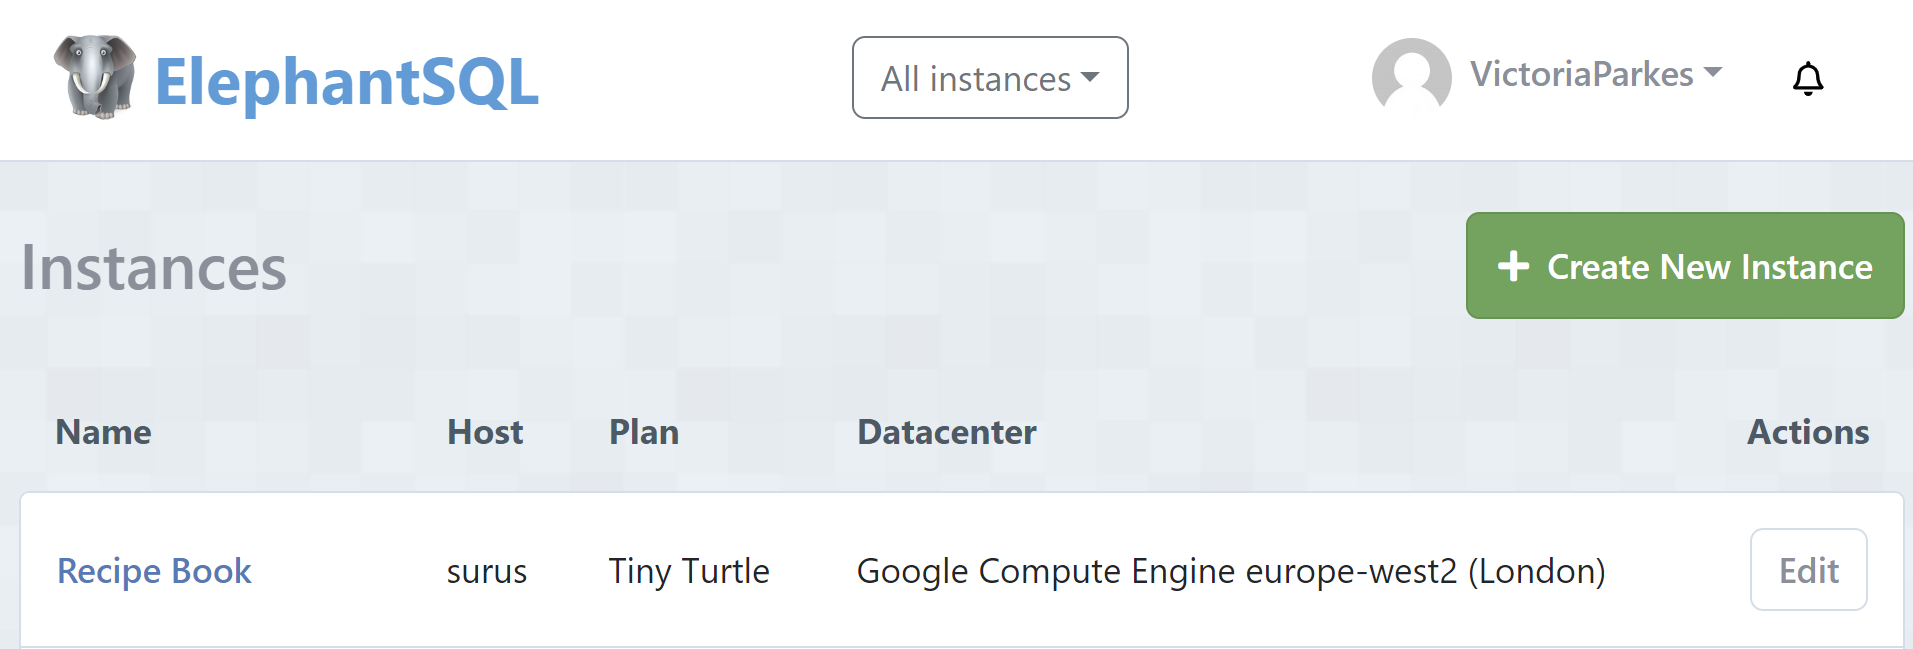 ElephantSQL
All instances
VictoriaParkes
Instances
Create New Instance
Name Host Plan Datacenter Actions
Recipe Book surus Tiny Turtle Google Compute Engine europe-west2 (London) Edit